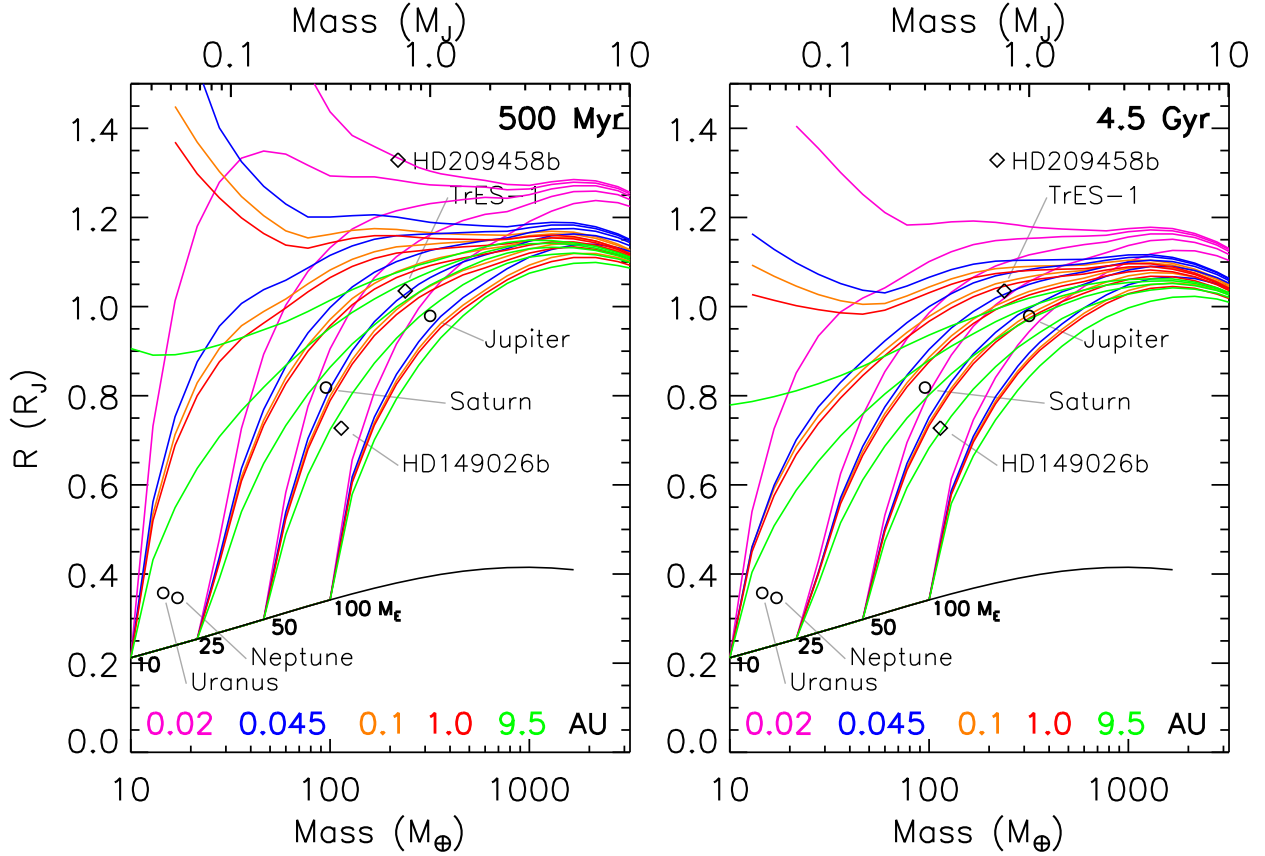 Mass (M_J)
0.1 1.0 10
500 Myr
1.4
HD209458b
TrES-1
1.2
1.0
Jupiter
0.8
Saturn
HD149026b
0.6
0.4
100 M_E
50
25
10
Neptune
Uranus
0.2
0.02 0.045 0.1 1.0 9.5 AU
0.0
10 100 1000
Mass (M⊕)
R (R_J)
Mass (M_J)
0.1 1.0 10
4.5 Gyr
1.4
HD209458b
TrES-1
1.2
1.0
Jupiter
0.8
Saturn
HD149026b
0.6
0.4
100 M_E
50
25
10
Neptune
Uranus
0.2
0.02 0.045 0.1 1.0 9.5 AU
0.0
10 100 1000
Mass (M⊕)